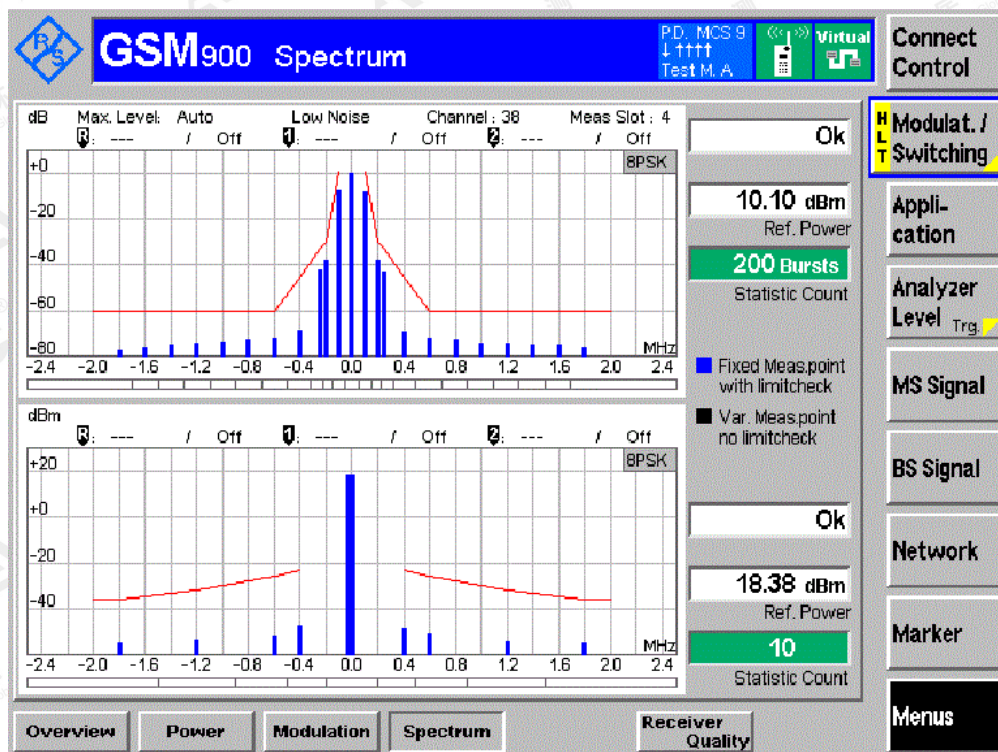 R S
GSM900 Spectrum
P.D. MCS 9
↓ ↑↑↑↑
Test M. A.
Virtual
Connect
Control
dB Max. Level: Auto Low Noise Channel : 38 Meas Slot : 4
R: --- / Off 1: --- / Off 2: --- / Off
8PSK
+0
-20
-40
-60
-80
MHz
-2.4 -2.0 -1.6 -1.2 -0.8 -0.4 0.0 0.4 0.8 1.2 1.6 2.0 2.4
Ok
10.10 dBm
Ref. Power
200 Bursts
Statistic Count
Fixed Meas.point
with limitcheck
Var. Meas.point
no limitcheck
dBm
R: --- / Off 1: --- / Off 2: --- / Off
8PSK
+20
+0
-20
-40
MHz
-2.4 -2.0 -1.6 -1.2 -0.8 -0.4 0.0 0.4 0.8 1.2 1.6 2.0 2.4
Ok
18.38 dBm
Ref. Power
10
Statistic Count
HLT
Modulat. /
Switching
Appli-
cation
Analyzer
Level Trg.
MS Signal
BS Signal
Network
Marker
Menus
Overview Power Modulation Spectrum Receiver
Quality